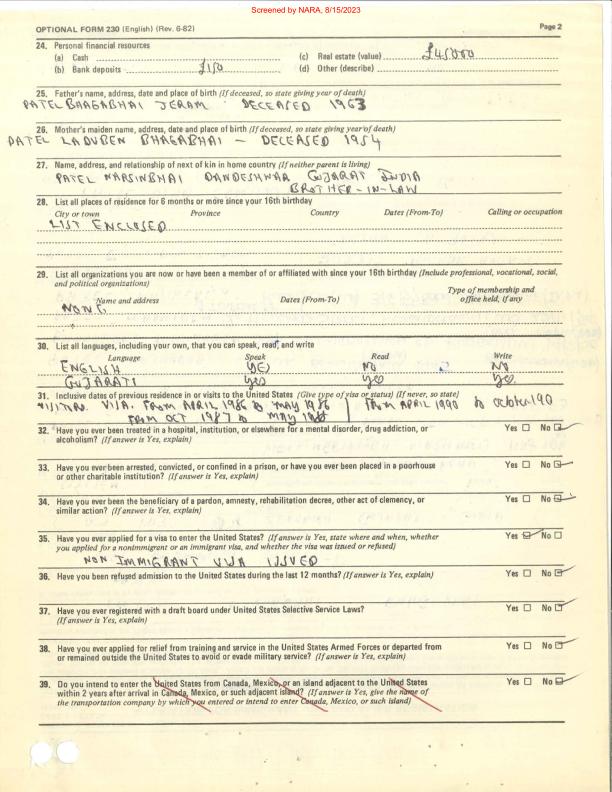 Screened by NARA, 8/15/2023
OPTIONAL FORM 230 (English) (Rev. 6-82) Page 2
24. Personal financial resources
(a) Cash (c) Real estate (value) £45000
(b) Bank deposits £150 (d) Other (describe)
25. Father's name, address, date and place of birth (If deceased, so state giving year of death)
PATEL BHAGABHAI JERAM DECEASED 1963
26. Mother's maiden name, address, date and place of birth (If deceased, so state giving year of death)
PATEL LADUBEN BHAGABHAI – DECEASED 1954
27. Name, address, and relationship of next of kin in home country (If neither parent is living)
PATEL NARSINBHAI DANDESHWAR GUJARAT INDIA
BROTHER-IN-LAW
28. List all places of residence for 6 months or more since your 16th birthday
City or town Province Country Dates (From-To) Calling or occupation
LIST ENCLOSED
29. List all organizations you are now or have been a member of or affiliated with since your 16th birthday (Include professional, vocational, social,
and political organizations)
Type of membership and
Name and address Dates (From-To) office held, if any
NONE
30. List all languages, including your own, that you can speak, read, and write
Language Speak Read Write
ENGLISH YES NO NO
GUJARATI yes yes yes
31. Inclusive dates of previous residence in or visits to the United States (Give type of visa or status) (If never, so state)
VISA. FROM APRIL 1986 to MAY 1986 FROM APRIL 1990 to October 190
FROM OCT 1987 to MAY 1988
32. Have you ever been treated in a hospital, institution, or elsewhere for a mental disorder, drug addiction, or Yes ☐ No ☑
alcoholism? (If answer is Yes, explain)
33. Have you ever been arrested, convicted, or confined in a prison, or have you ever been placed in a poorhouse Yes ☐ No ☑
or other charitable institution? (If answer is Yes, explain)
34. Have you ever been the beneficiary of a pardon, amnesty, rehabilitation decree, other act of clemency, or Yes ☐ No ☑
similar action? (If answer is Yes, explain)
35. Have you ever applied for a visa to enter the United States? (If answer is Yes, state where and when, whether Yes ☑ No ☐
you applied for a nonimmigrant or an immigrant visa, and whether the visa was issued or refused)
NON IMMIGRANT VISA ISSUED
36. Have you been refused admission to the United States during the last 12 months? (If answer is Yes, explain) Yes ☐ No ☑
37. Have you ever registered with a draft board under United States Selective Service Laws? Yes ☐ No ☑
(If answer is Yes, explain)
38. Have you ever applied for relief from training and service in the United States Armed Forces or departed from Yes ☐ No ☑
or remained outside the United States to avoid or evade military service? (If answer is Yes, explain)
39. Do you intend to enter the United States from Canada, Mexico, or an island adjacent to the United States Yes ☐ No ☑
within 2 years after arrival in Canada, Mexico, or such adjacent island? (If answer is Yes, give the name of
the transportation company by which you entered or intend to enter Canada, Mexico, or such island)